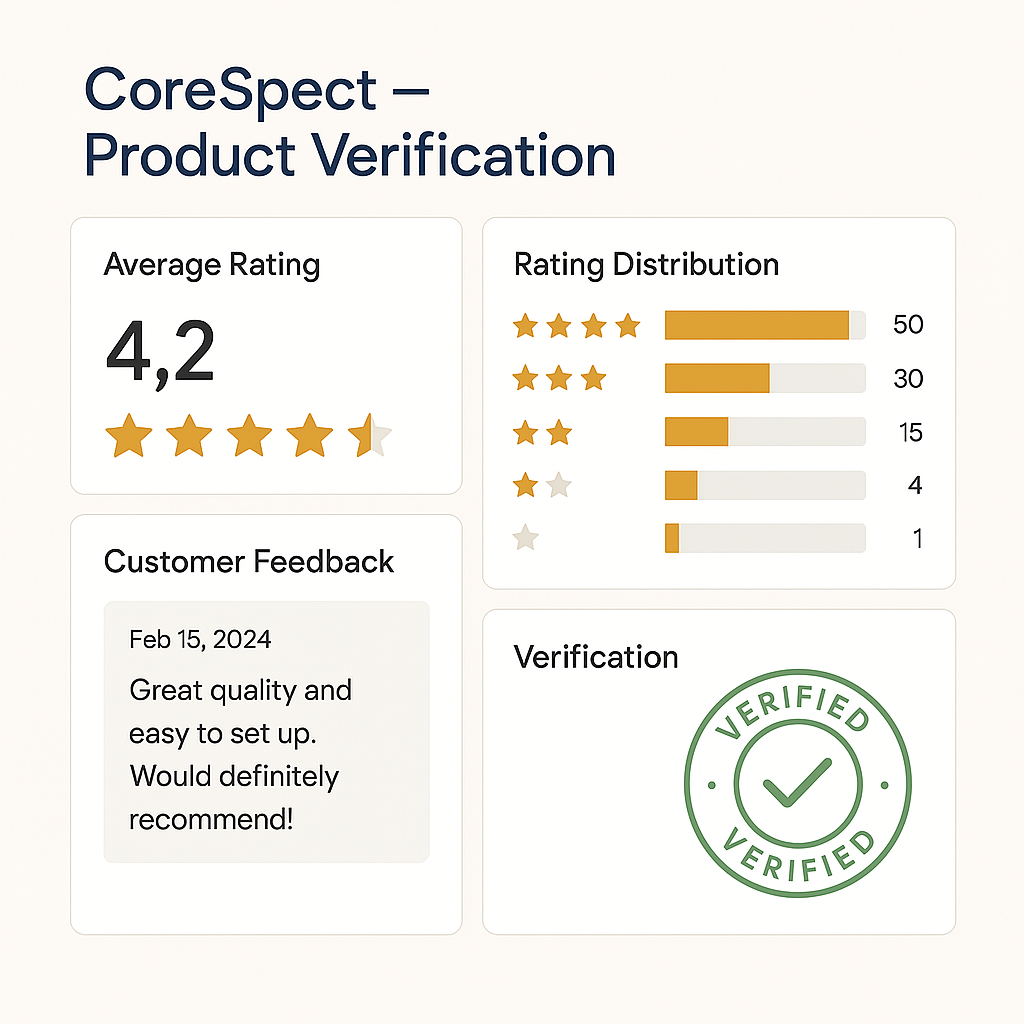 CoreSpect –
Product Verification
Average Rating
4,2
Rating Distribution
50
30
15
4
1
Customer Feedback
Feb 15, 2024
Great quality and
easy to set up.
Would definitely
recommend!
Verification
VERIFIED
VERIFIED